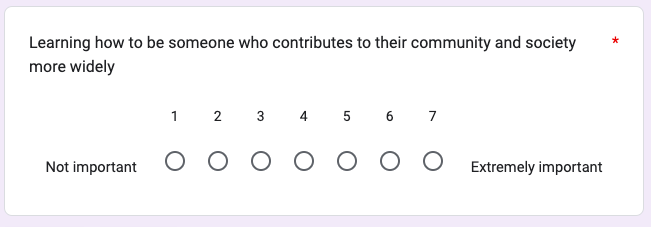 Learning how to be someone who contributes to their community and society *
more widely
1 2 3 4 5 6 7
Not important Extremely important